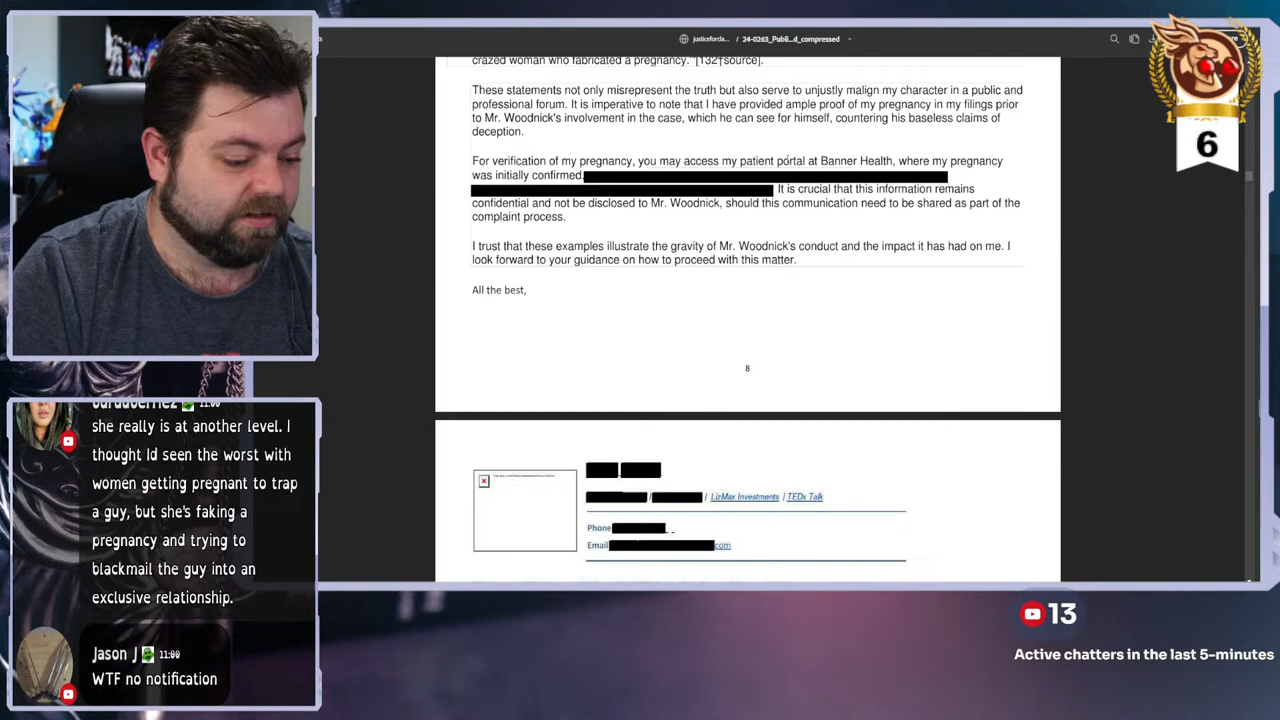 justiceforcla... / 24-0263_Publi...d_compressed
crazed woman who fabricated a pregnancy."[132†source].
These statements not only misrepresent the truth but also serve to unjustly malign my character in a public and
professional forum. It is imperative to note that I have provided ample proof of my pregnancy in my filings prior
to Mr. Woodnick's involvement in the case, which he can see for himself, countering his baseless claims of
deception.
For verification of my pregnancy, you may access my patient portal at Banner Health, where my pregnancy
was initially confirmed.
It is crucial that this information remains
confidential and not be disclosed to Mr. Woodnick, should this communication need to be shared as part of the
complaint process.
I trust that these examples illustrate the gravity of Mr. Woodnick's conduct and the impact it has had on me. I
look forward to your guidance on how to proceed with this matter.
All the best,
8
/ | LizMax Investments | TEDx Talk
Phone
Email com
6
11:00
she really is at another level. I
thought Id seen the worst with
women getting pregnant to trap
a guy, but she's faking a
pregnancy and trying to
blackmail the guy into an
exclusive relationship.
Jason J 11:00
WTF no notification
13
Active chatters in the last 5-minutes